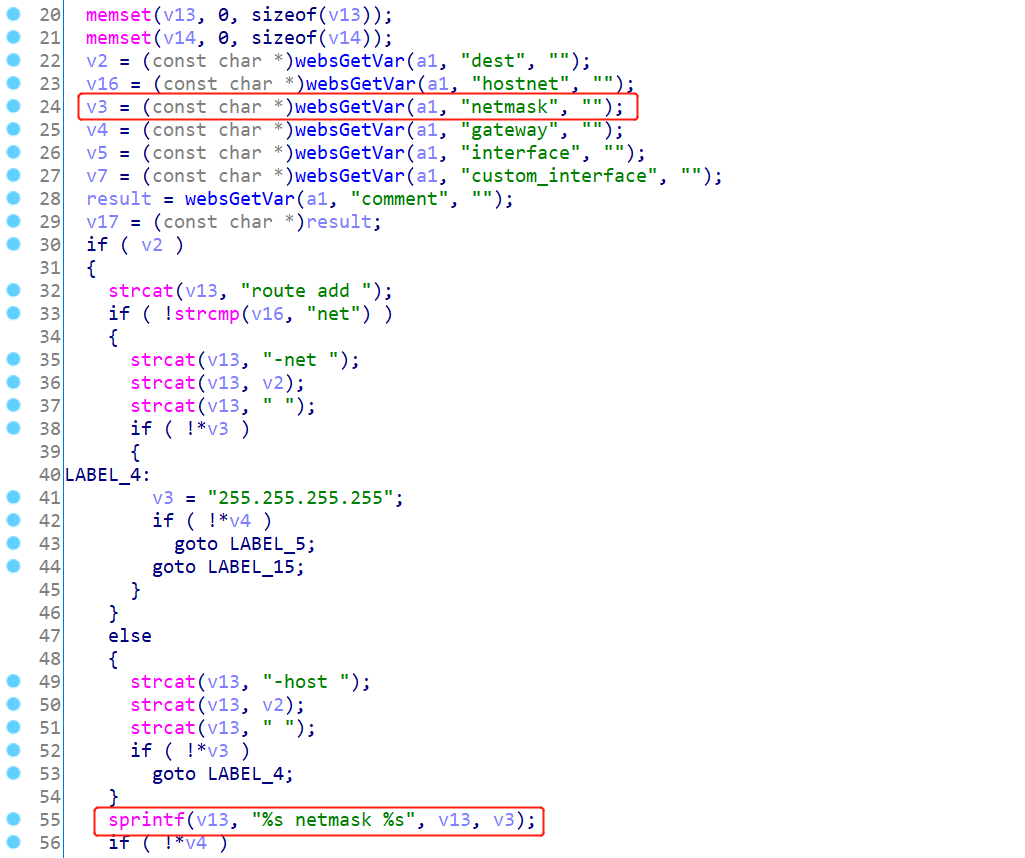 20 memset(v13, 0, sizeof(v13));
21 memset(v14, 0, sizeof(v14));
22 v2 = (const char *)websGetVar(a1, "dest", "");
23 v16 = (const char *)websGetVar(a1, "hostnet", "");
24 v3 = (const char *)websGetVar(a1, "netmask", "");
25 v4 = (const char *)websGetVar(a1, "gateway", "");
26 v5 = (const char *)websGetVar(a1, "interface", "");
27 v7 = (const char *)websGetVar(a1, "custom_interface", "");
28 result = websGetVar(a1, "comment", "");
29 v17 = (const char *)result;
30 if ( v2 )
31 {
32 strcat(v13, "route add ");
33 if ( !strcmp(v16, "net") )
34 {
35 strcat(v13, "-net ");
36 strcat(v13, v2);
37 strcat(v13, " ");
38 if ( !*v3 )
39 {
40 LABEL_4:
41 v3 = "255.255.255.255";
42 if ( !*v4 )
43 goto LABEL_5;
44 goto LABEL_15;
45 }
46 }
47 else
48 {
49 strcat(v13, "-host ");
50 strcat(v13, v2);
51 strcat(v13, " ");
52 if ( !*v3 )
53 goto LABEL_4;
54 }
55 sprintf(v13, "%s netmask %s", v13, v3);
56 if ( !*v4 )